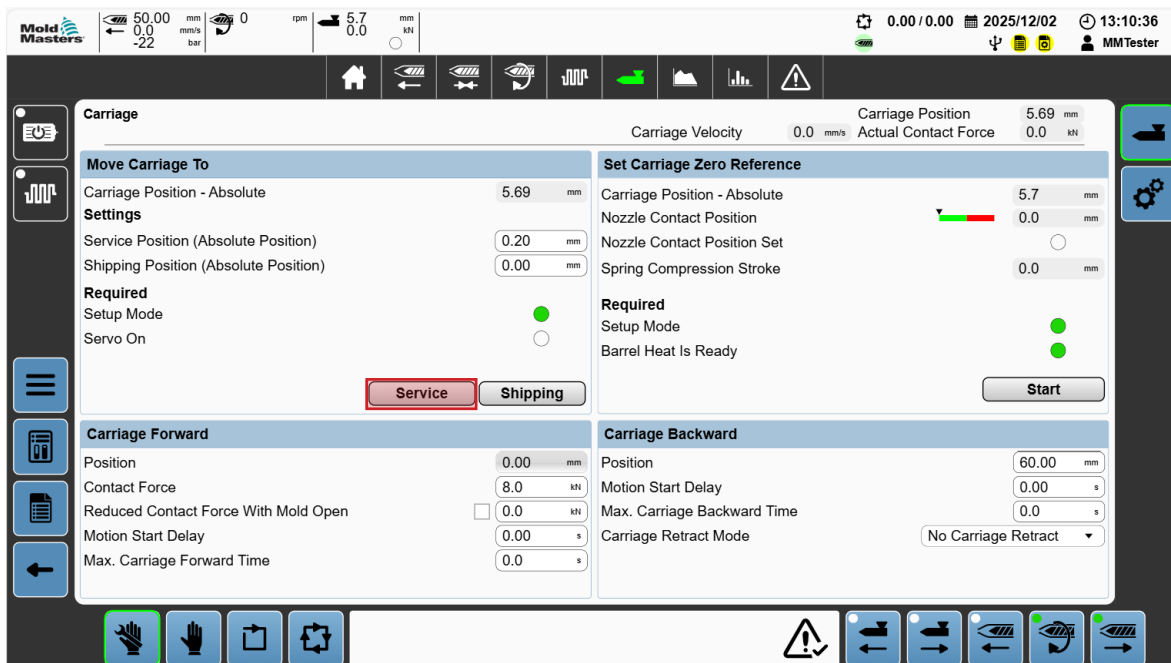 Mold Masters
50.00 mm
0.0 mm/s
-22 bar
0 rpm
5.7 mm
0.0 kN
0.00 / 0.00
2025/12/02
13:10:36
MMTester
Carriage
Carriage Velocity 0.0 mm/s
Carriage Position 5.69 mm
Actual Contact Force 0.0 kN
Move Carriage To
Carriage Position - Absolute 5.69 mm
Settings
Service Position (Absolute Position) 0.20 mm
Shipping Position (Absolute Position) 0.00 mm
Required
Setup Mode
Servo On
Service Shipping
Set Carriage Zero Reference
Carriage Position - Absolute 5.7 mm
Nozzle Contact Position 0.0 mm
Nozzle Contact Position Set
Spring Compression Stroke 0.0 mm
Required
Setup Mode
Barrel Heat Is Ready
Start
Carriage Forward
Position 0.00 mm
Contact Force 8.0 kN
Reduced Contact Force With Mold Open 0.0 kN
Motion Start Delay 0.00 s
Max. Carriage Forward Time 0.0 s
Carriage Backward
Position 60.00 mm
Motion Start Delay 0.00 s
Max. Carriage Backward Time 0.0 s
Carriage Retract Mode No Carriage Retract